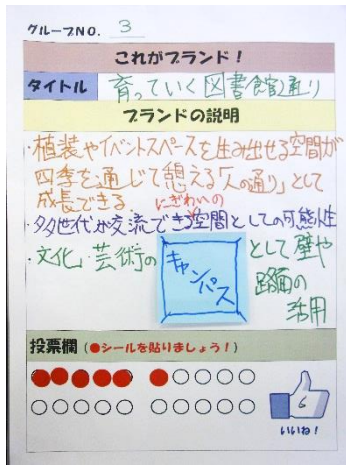 グループNO. 3
これがブランド！
タイトル 育っていく図書館通り
ブランドの説明
・植装やイベントスペースを生み出せる空間が
四季を通じて憩える「人の通り」として
成長できる。にぎわいの
・多世代が交流できる空間としての可能性
・文化・芸術の キャンバス として壁や
路面の
活用
投票欄（●シールを貼りましょう！）
6
いいね！